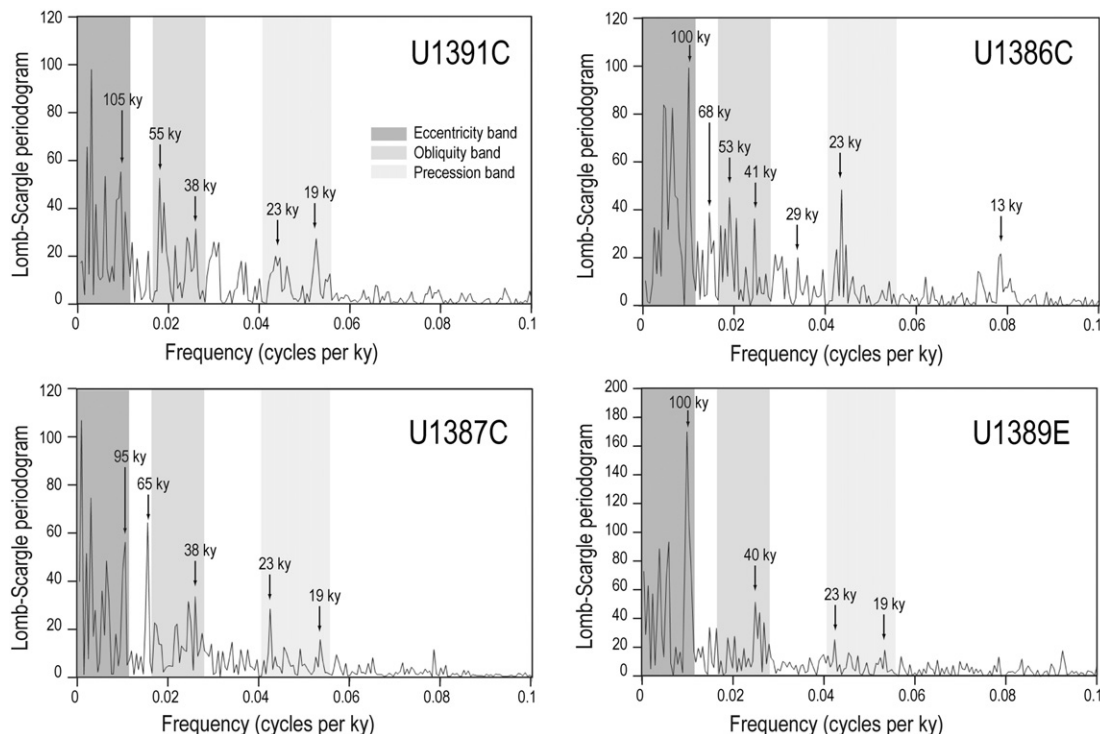 U1391C
Lomb-Scargle periodogram
120
100
80
60
40
20
0
105 ky
55 ky
38 ky
23 ky
19 ky
Eccentricity band
Obliquity band
Precession band
0
0.02
0.04
0.06
0.08
0.1
Frequency (cycles per ky)
U1386C
Lomb-Scargle periodogram
120
100
80
60
40
20
0
100 ky
68 ky
53 ky
41 ky
29 ky
23 ky
13 ky
0
0.02
0.04
0.06
0.08
0.1
Frequency (cycles per ky)
U1387C
Lomb-Scargle periodogram
120
100
80
60
40
20
0
95 ky
65 ky
38 ky
23 ky
19 ky
0
0.02
0.04
0.06
0.08
0.1
Frequency (cycles per ky)
U1389E
Lomb-Scargle periodogram
200
180
160
140
120
100
80
60
40
20
0
100 ky
40 ky
23 ky
19 ky
0
0.02
0.04
0.06
0.08
0.1
Frequency (cycles per ky)